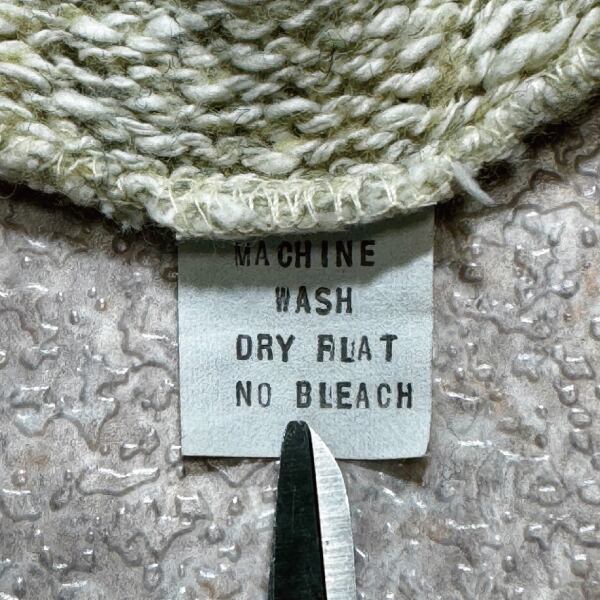 MACHINE
WASH
DRY FLAT
NO BLEACH